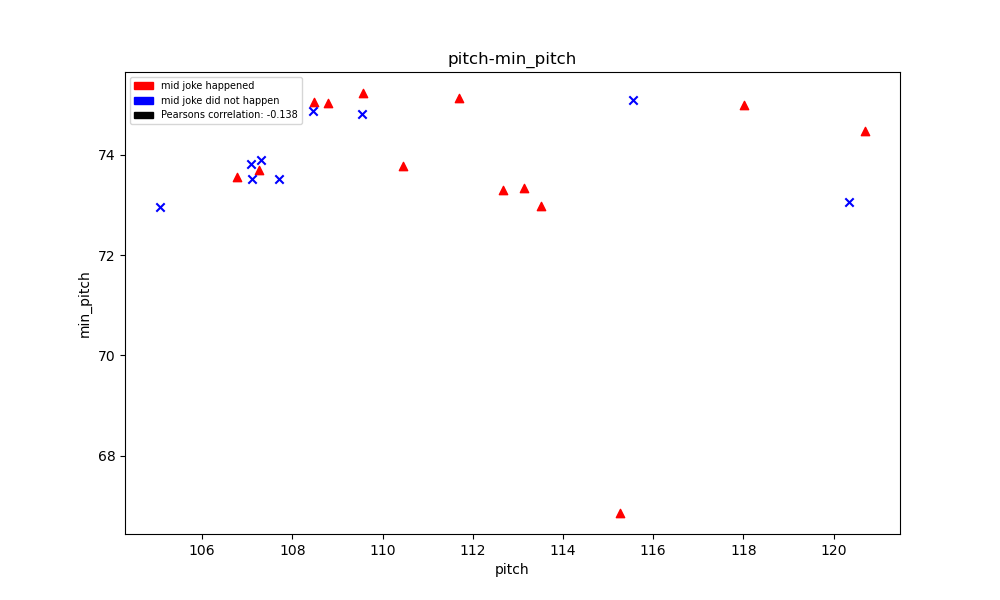 pitch-min_pitch
mid joke happened
mid joke did not happen
Pearsons correlation: -0.138
74
72
70
68
min_pitch
106 108 110 112 114 116 118 120
pitch